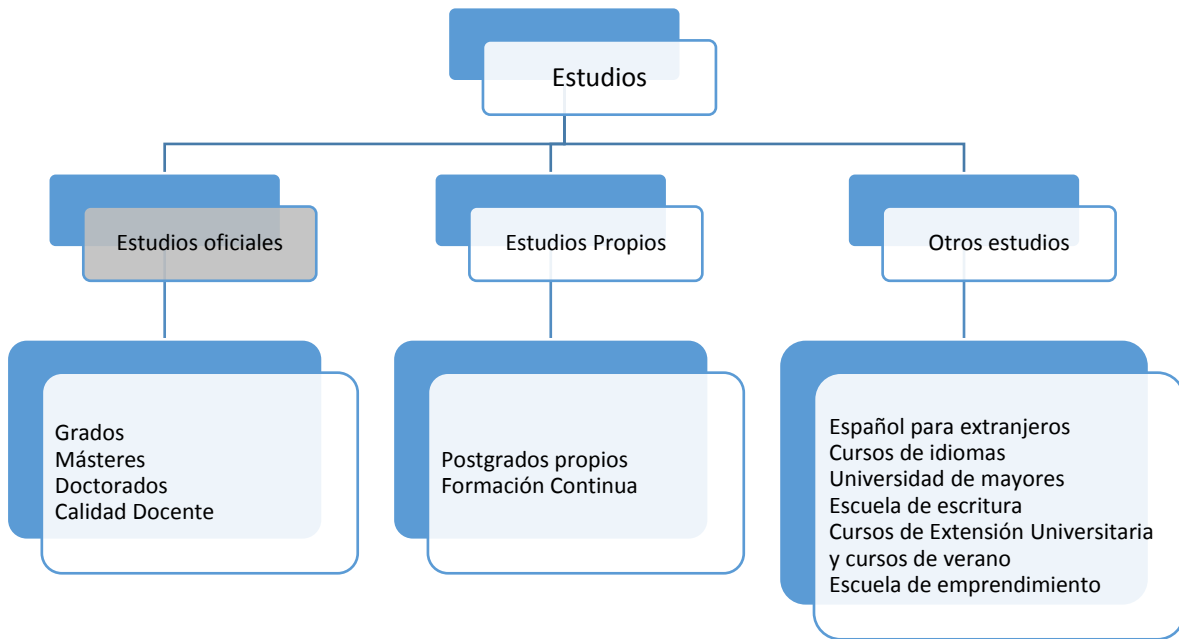 Estudios
Estudios oficiales
Estudios Propios
Otros estudios
Grados
Másteres
Doctorados
Calidad Docente
Postgrados propios
Formación Continua
Español para extranjeros
Cursos de idiomas
Universidad de mayores
Escuela de escritura
Cursos de Extensión Universitaria
y cursos de verano
Escuela de emprendimiento